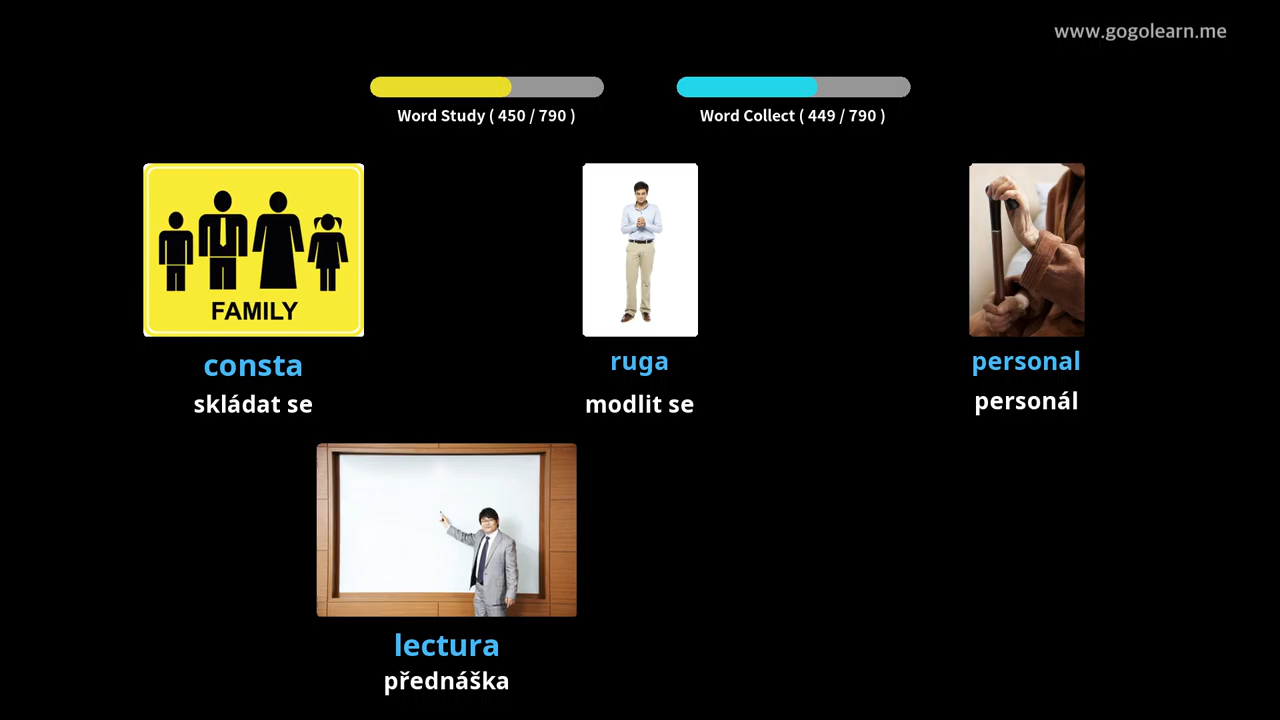 www.gogolearn.me
Word Study ( 450 / 790 )
Word Collect ( 449 / 790 )
FAMILY
consta
skládat se
ruga
modlit se
personal
personál
lectura
přednáška